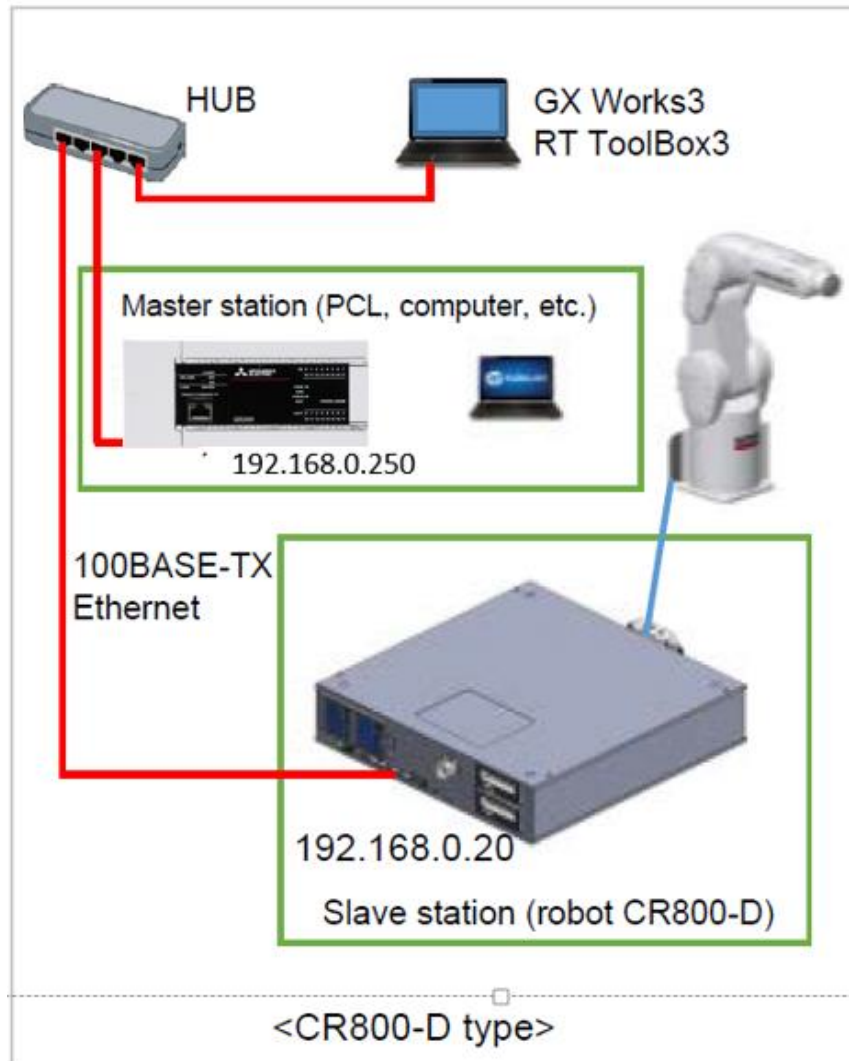 HUB
GX Works3
RT ToolBox3
Master station (PCL, computer, etc.)
192.168.0.250
100BASE-TX
Ethernet
192.168.0.20
Slave station (robot CR800-D)
<CR800-D type>